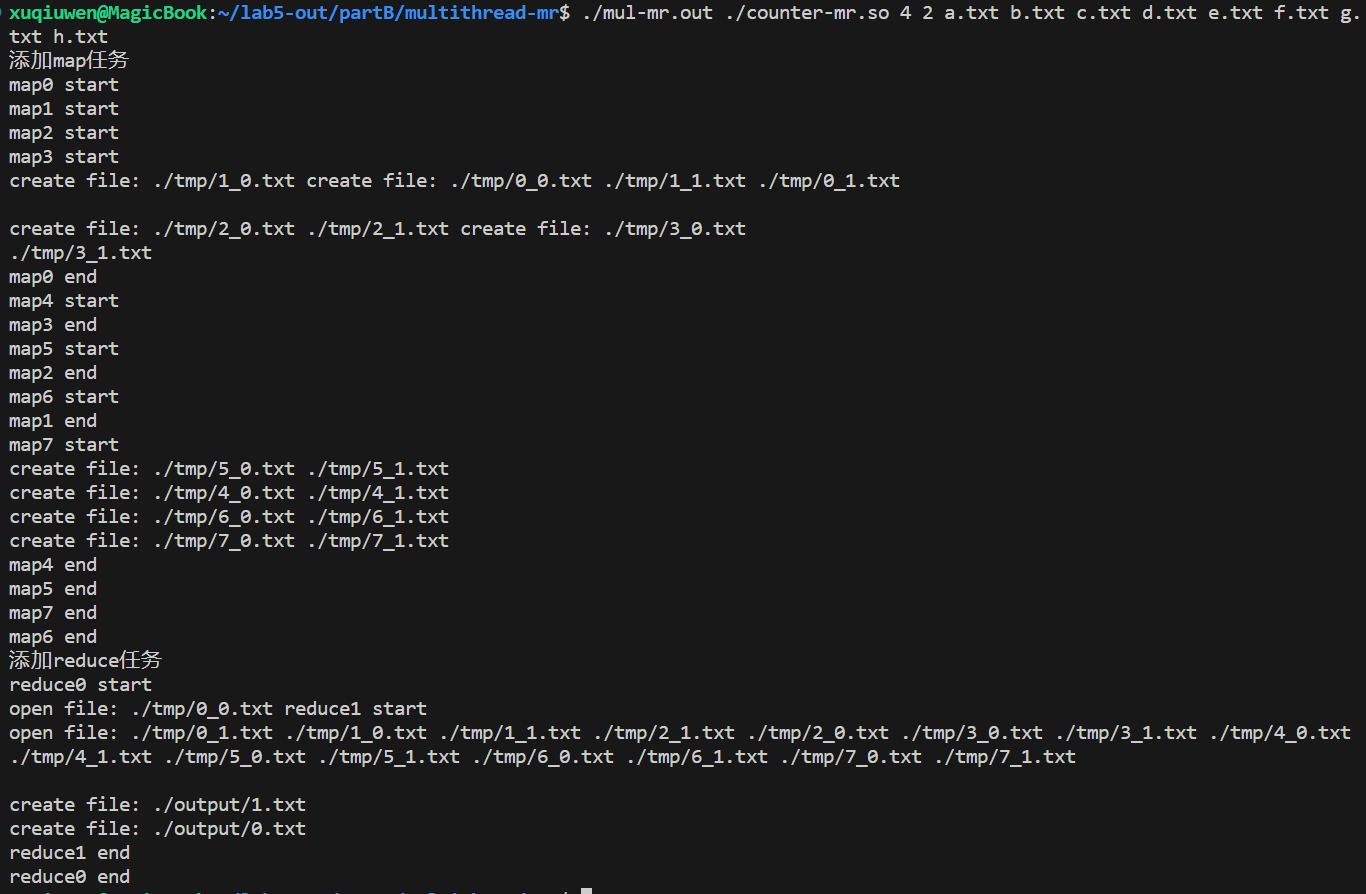 xuqiuwen@MagicBook:~/lab5-out/partB/multithread-mr$ ./mul-mr.out ./counter-mr.so 4 2 a.txt b.txt c.txt d.txt e.txt f.txt g.
txt h.txt
添加map任务
map0 start
map1 start
map2 start
map3 start
create file: ./tmp/1_0.txt create file: ./tmp/0_0.txt ./tmp/1_1.txt ./tmp/0_1.txt
create file: ./tmp/2_0.txt ./tmp/2_1.txt create file: ./tmp/3_0.txt
./tmp/3_1.txt
map0 end
map4 start
map3 end
map5 start
map2 end
map6 start
map1 end
map7 start
create file: ./tmp/5_0.txt ./tmp/5_1.txt
create file: ./tmp/4_0.txt ./tmp/4_1.txt
create file: ./tmp/6_0.txt ./tmp/6_1.txt
create file: ./tmp/7_0.txt ./tmp/7_1.txt
map4 end
map5 end
map7 end
map6 end
添加reduce任务
reduce0 start
open file: ./tmp/0_0.txt reduce1 start
open file: ./tmp/0_1.txt ./tmp/1_0.txt ./tmp/1_1.txt ./tmp/2_1.txt ./tmp/2_0.txt ./tmp/3_0.txt ./tmp/3_1.txt ./tmp/4_0.txt
./tmp/4_1.txt ./tmp/5_0.txt ./tmp/5_1.txt ./tmp/6_0.txt ./tmp/6_1.txt ./tmp/7_0.txt ./tmp/7_1.txt
create file: ./output/1.txt
create file: ./output/0.txt
reduce1 end
reduce0 end